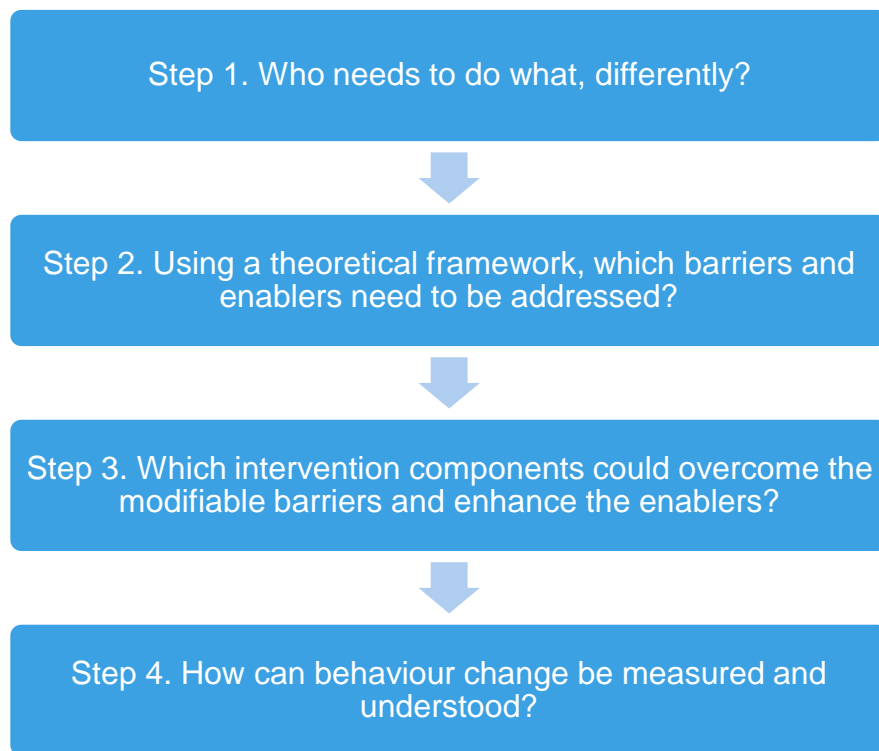 Step 1. Who needs to do what, differently?
Step 2. Using a theoretical framework, which barriers and
enablers need to be addressed?
Step 3. Which intervention components could overcome the
modifiable barriers and enhance the enablers?
Step 4. How can behaviour change be measured and
understood?